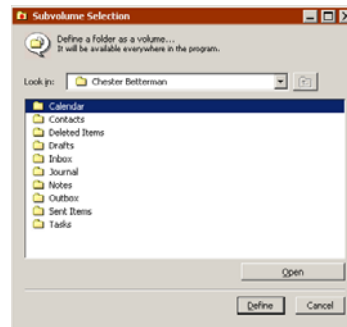 Subvolume Selection
Define a folder as a volume...
It will be available everywhere in the program.
Look in: Chester Betterman
Calendar
Contacts
Deleted Items
Drafts
Inbox
Journal
Notes
Outbox
Sent Items
Tasks
Open
Define Cancel